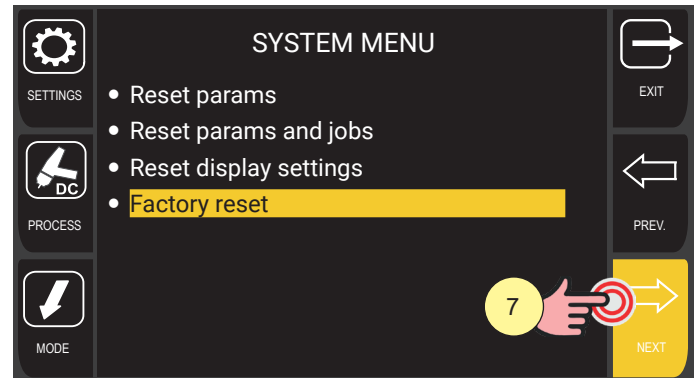 SYSTEM MENU
SETTINGS
EXIT
• Reset params
• Reset params and jobs
• Reset display settings
• Factory reset
DC
PROCESS
PREV.
7
MODE
NEXT